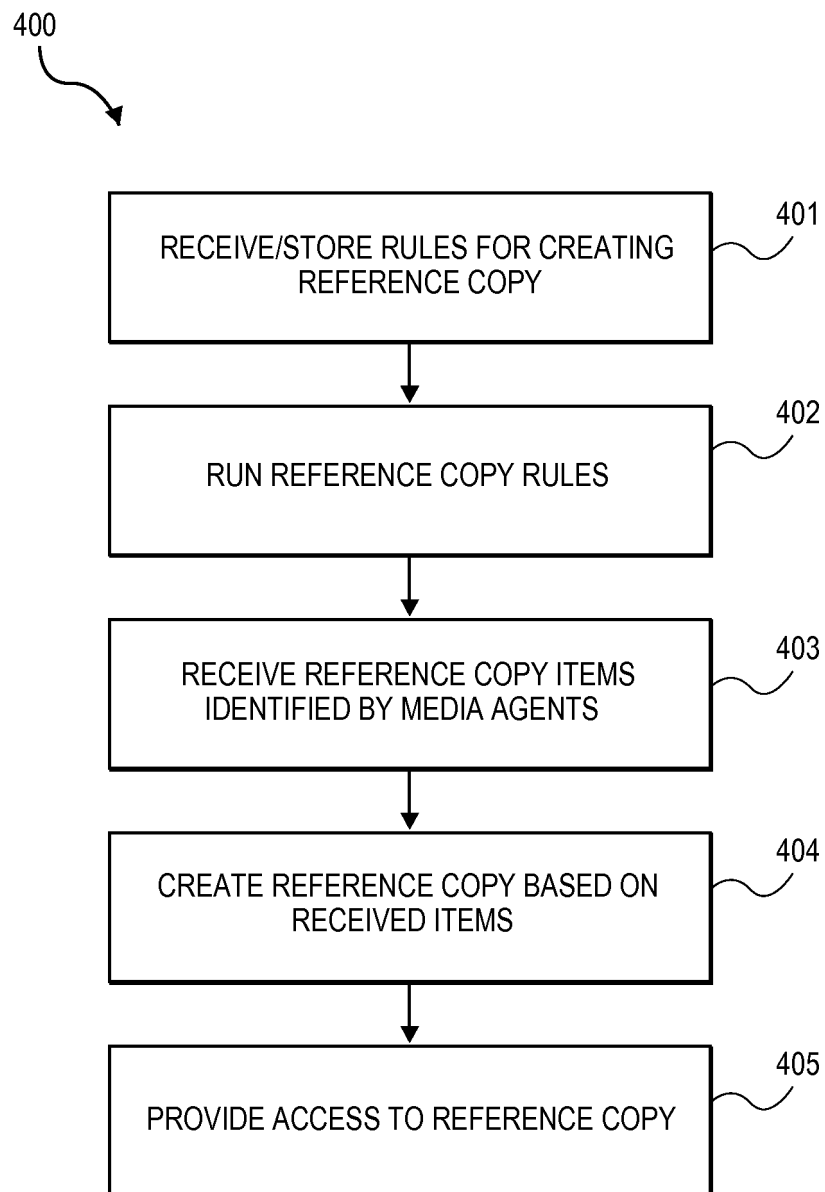 400
401
RECEIVE/STORE RULES FOR CREATING
REFERENCE COPY
402
RUN REFERENCE COPY RULES
403
RECEIVE REFERENCE COPY ITEMS
IDENTIFIED BY MEDIA AGENTS
404
CREATE REFERENCE COPY BASED ON
RECEIVED ITEMS
405
PROVIDE ACCESS TO REFERENCE COPY